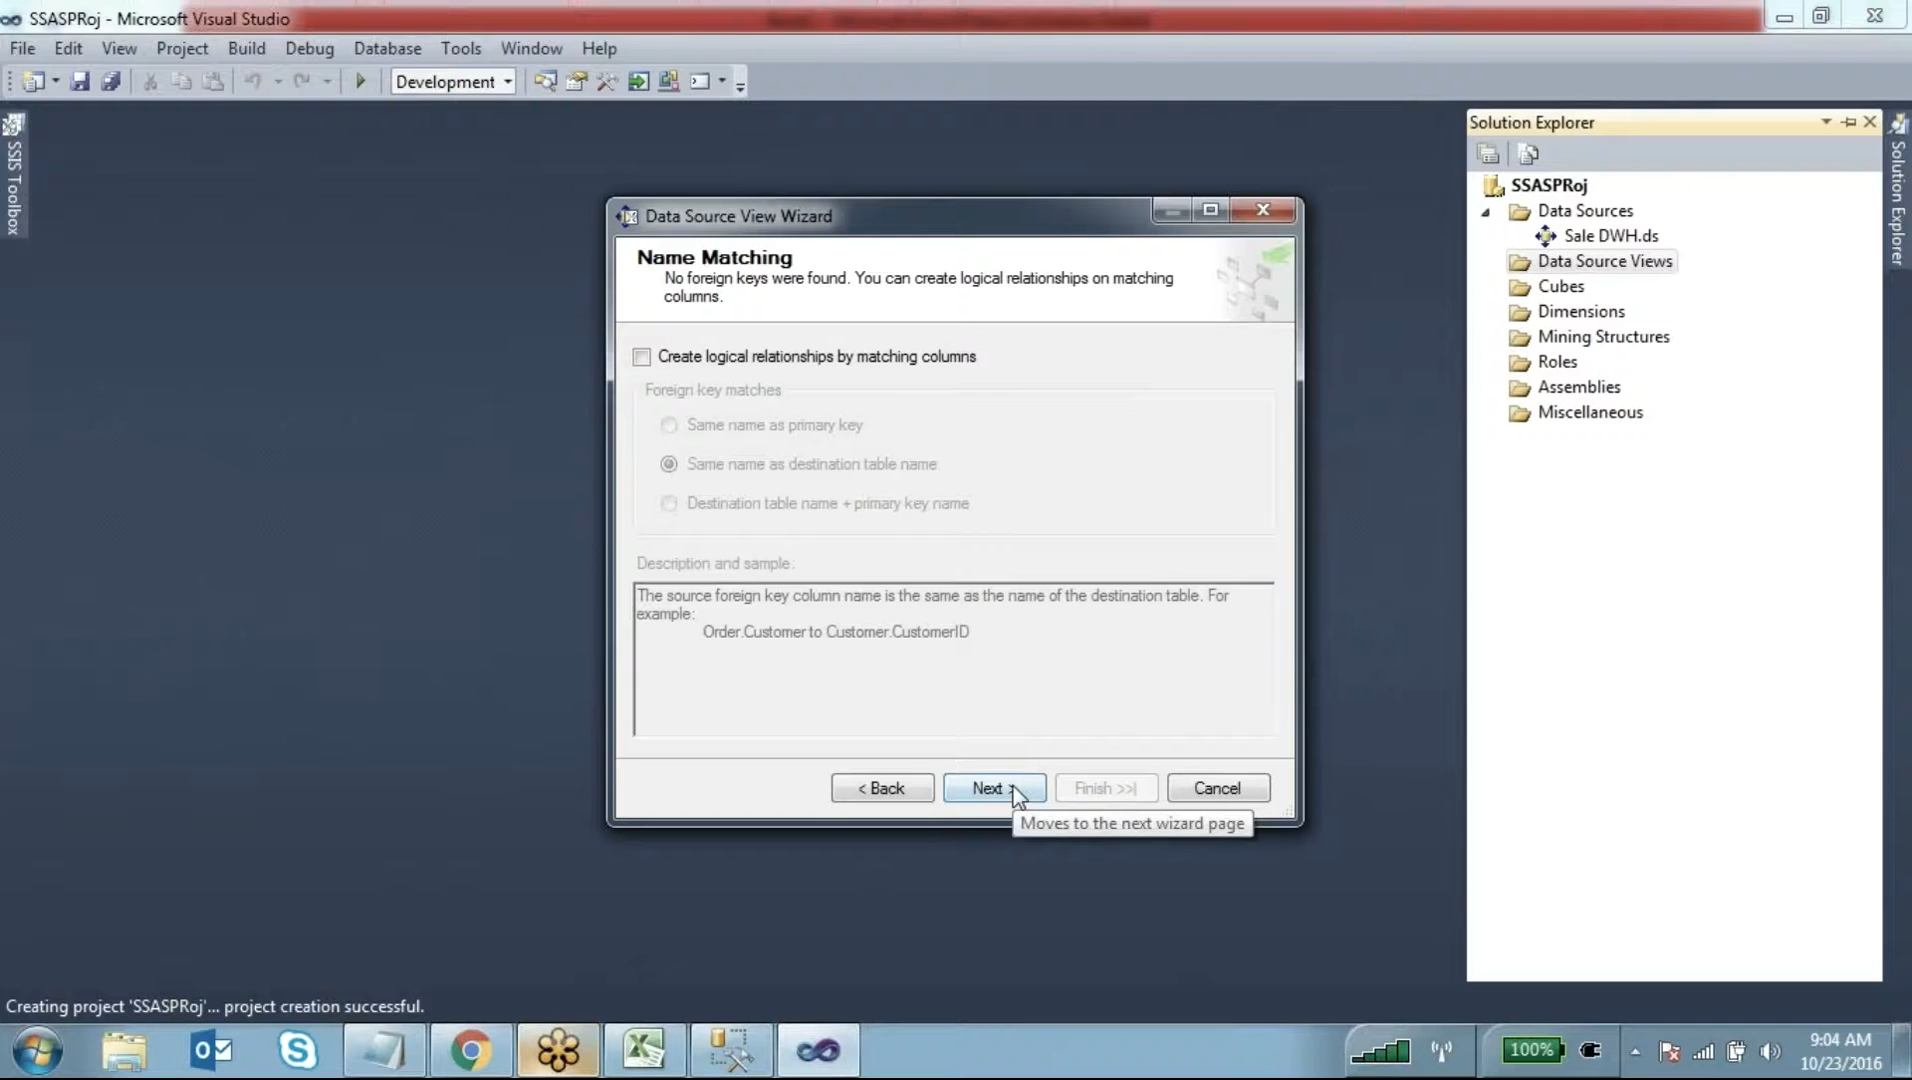 SSASPRoj - Microsoft Visual Studio
File Edit View Project Build Debug Database Tools Window Help
Development
SSIS Toolbox
Data Source View Wizard
Name Matching
No foreign keys were found. You can create logical relationships on matching
columns.
Create logical relationships by matching columns
Foreign key matches
Same name as primary key
Same name as destination table name
Destination table name + primary key name
Description and sample:
The source foreign key column name is the same as the name of the destination table. For
example:
Order.Customer to Customer.CustomerID
< Back Next > Finish >>| Cancel
Moves to the next wizard page
Solution Explorer
SSASPRoj
Data Sources
Sale DWH.ds
Data Source Views
Cubes
Dimensions
Mining Structures
Roles
Assemblies
Miscellaneous
Solution Explorer
Creating project 'SSASPRoj'... project creation successful.
100%
9:04 AM
10/23/2016